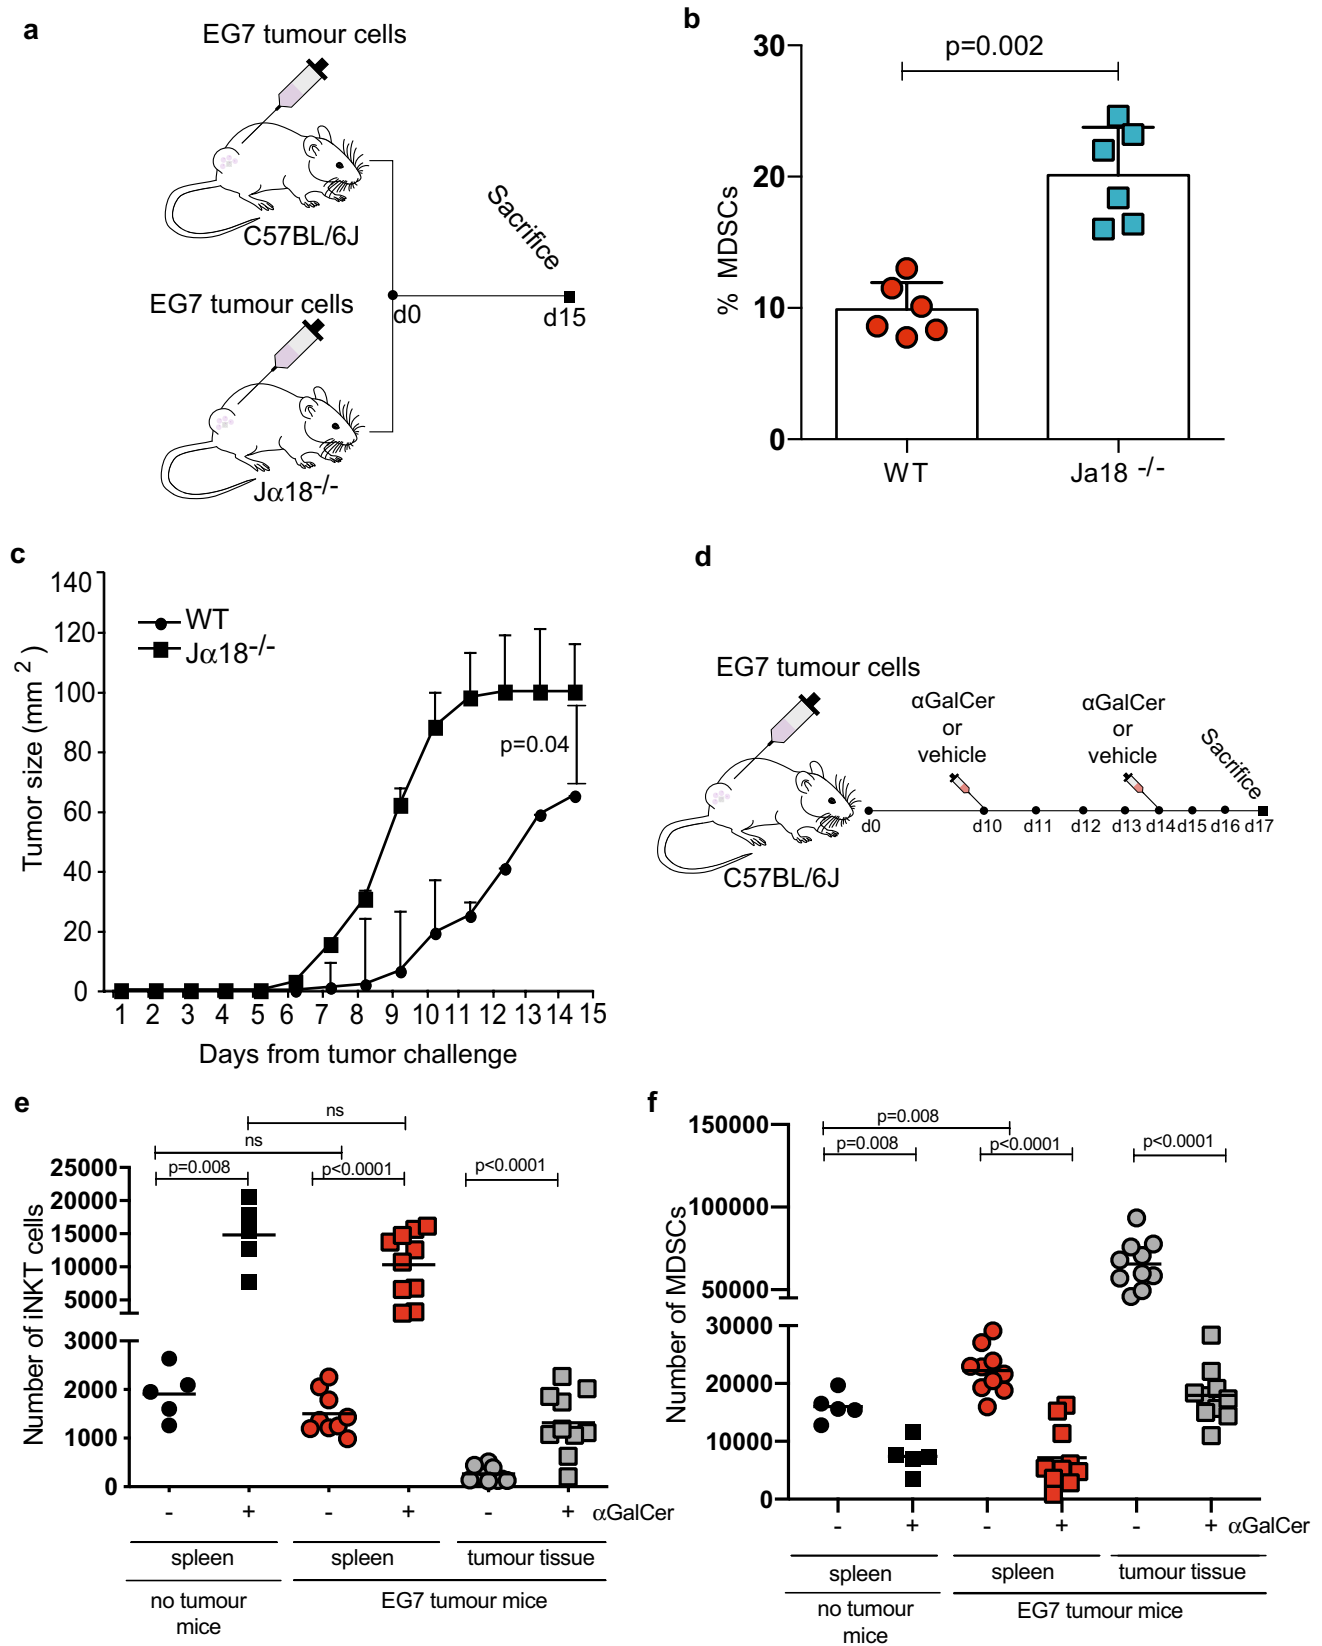 a
EG7 tumour cells
C57BL/6J
EG7 tumour cells
Jα18-/-
d0
d15
Sacrifice
b
p=0.002
30
20
10
0
% MDSCs
WT
Ja18 -/-
c
140
120
100
80
60
40
20
0
Tumor size (mm 2 )
WT
Jα18-/-
p=0.04
1 2 3 4 5 6 7 8 9 10 11 12 13 14 15
Days from tumor challenge
d
EG7 tumour cells
C57BL/6J
αGalCer
or
vehicle
αGalCer
or
vehicle
Sacrifice
d0 d10 d11 d12 d13 d14 d15 d16 d17
e
ns
ns
p=0.008 p<0.0001 p<0.0001
25000
20000
15000
10000
5000
3000
2000
1000
0
Number of iNKT cells
- + - + - + αGalCer
spleen spleen tumour tissue
no tumour
mice
EG7 tumour mice
f
p=0.008
p=0.008 p<0.0001 p<0.0001
150000
100000
50000
30000
20000
10000
0
Number of MDSCs
- + - + - + αGalCer
spleen spleen tumour tissue
no tumour
mice
EG7 tumour mice